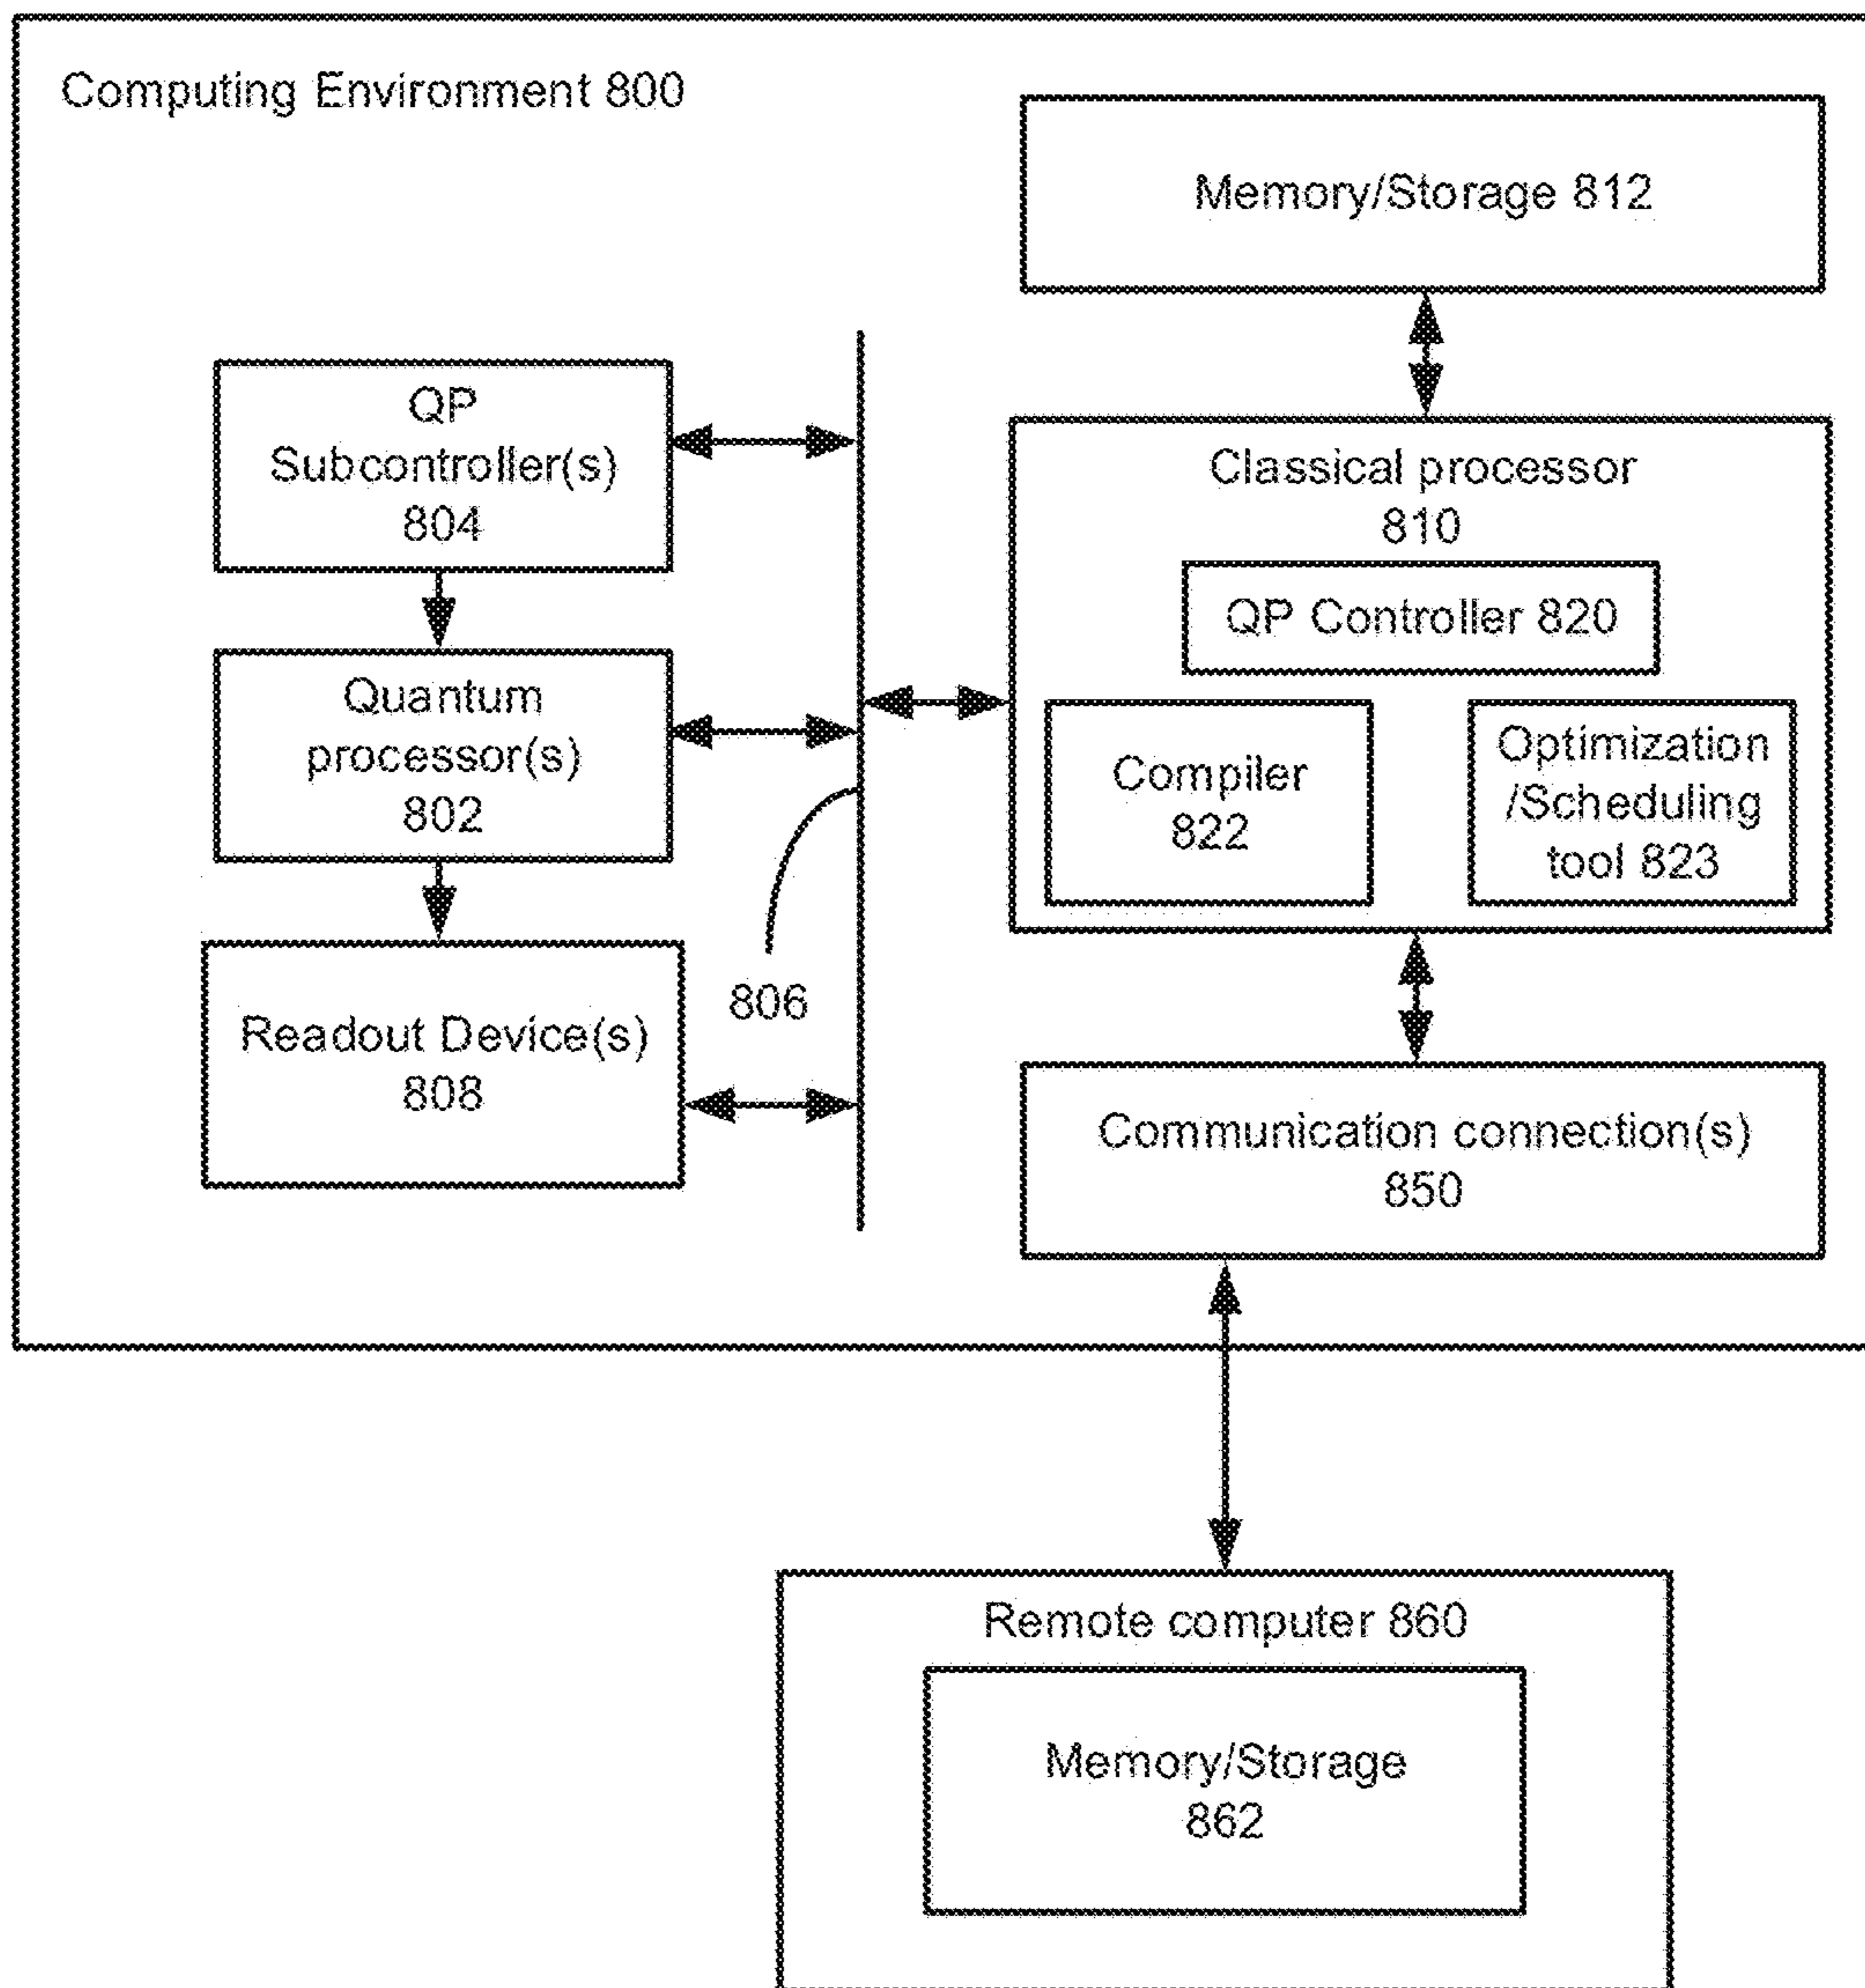 Computing Environment 800
Memory/Storage 812
QP
Subcontroller(s)
804
Classical processor
810
QP Controller 820
Quantum
processor(s)
802
Compiler
822
Optimization
/Scheduling
tool 823
806
Readout Device(s)
808
Communication connection(s)
850
Remote computer 860
Memory/Storage
862